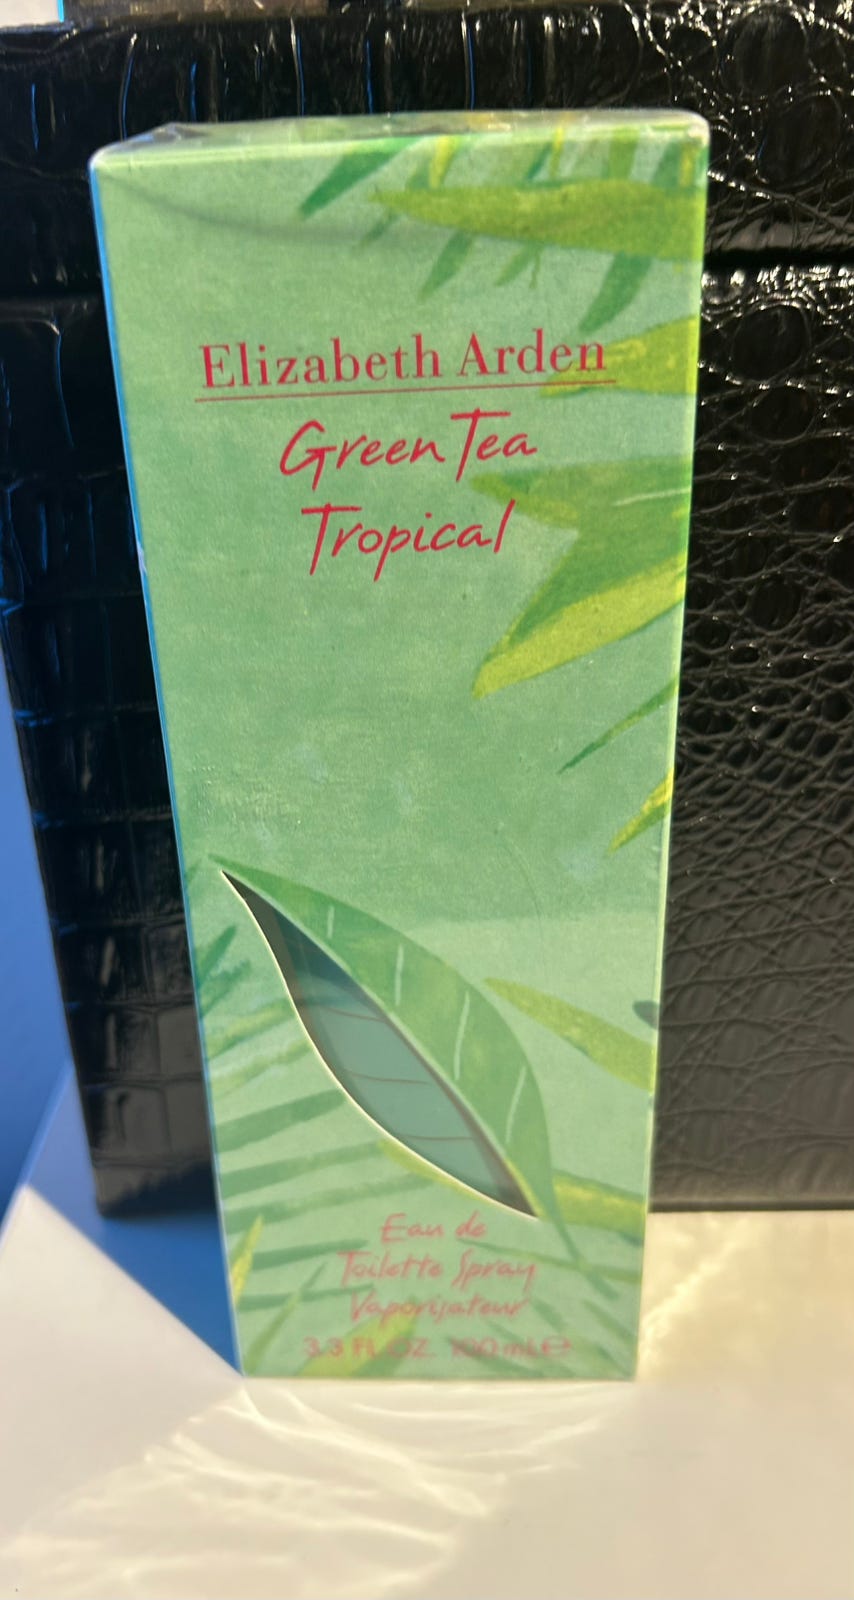 Elizabeth Arden
Green Tea
Tropical
Eau de
Toilette Spray
Vaporisateur
3.3 Fl. OZ. 100 mL ℮